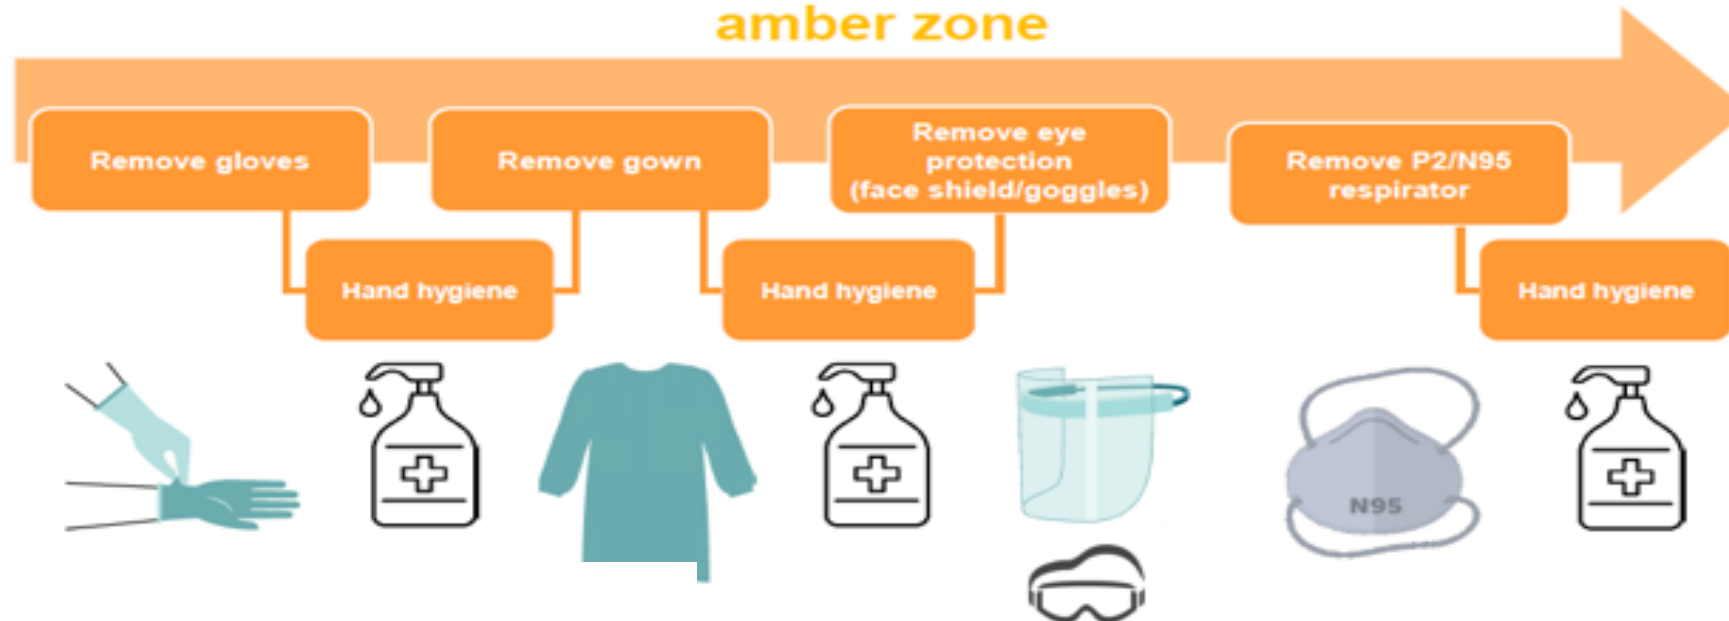 amber zone
Remove gloves
Remove gown
Remove eye
protection
(face shield/goggles)
Remove P2/N95
respirator
Hand hygiene
Hand hygiene
Hand hygiene
N95